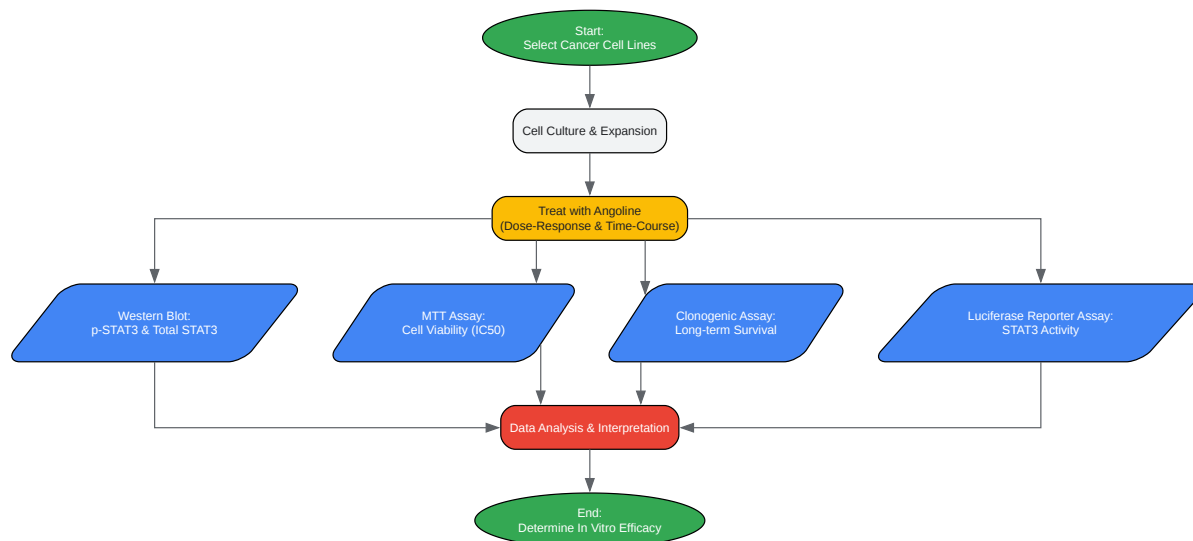 Start:
Select Cancer Cell Lines
Cell Culture & Expansion
Treat with Angoline
(Dose-Response & Time-Course)
Western Blot:
p-STAT3 & Total STAT3
MTT Assay:
Cell Viability (IC50)
Clonogenic Assay:
Long-term Survival
Luciferase Reporter Assay:
STAT3 Activity
Data Analysis & Interpretation
End:
Determine In Vitro Efficacy